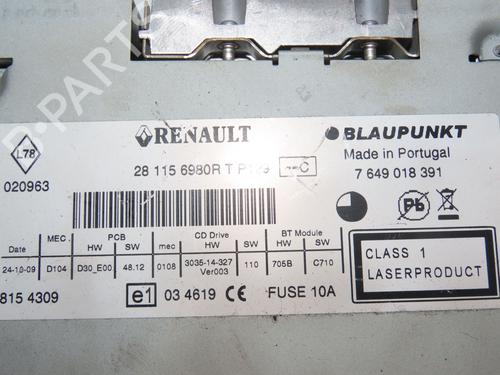 D-PARTS
L78
020963
RENAULT
28 115 6980R T
C
BLAUPUNKT
Made in Portugal
7 649 018 391
Pb
Date
MEC.
PCB
HW SW
mec
CD Drive
HW SW
BT Module
HW SW
24-10-09 D104 D30_E00 48.12 0108 3035-14-327 Ver003 110 705B C710
CLASS 1
LASERPRODUCT
815 4309
e1 03 4619 CE FUSE 10A